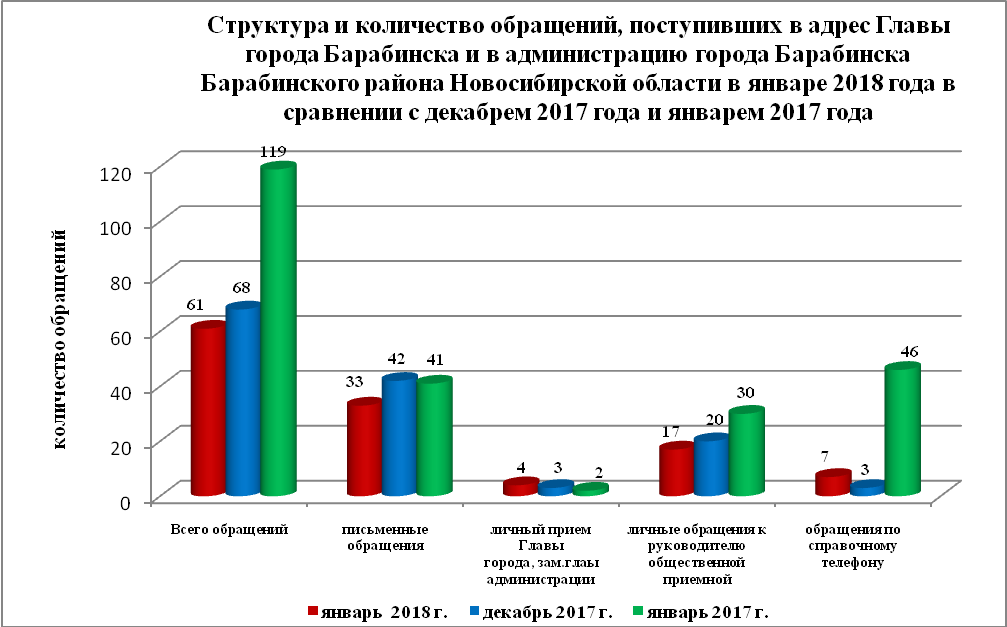 Структура и количество обращений, поступивших в адрес Главы
города Барабинска и в администрацию города Барабинска
Барабинского района Новосибирской области в январе 2018 года в
сравнении с декабрем 2017 года и январем 2017 года
количество обращений
120
100
80
60
40
20
0
61
68
119
33
42
41
4
3
2
17
20
30
7
3
46
Всего обращений
письменные
обращения
личный прием
Главы
города, зам.глаы
администрации
личные обращения к
руководителю
общественной
приемной
обращения по
справочному
телефону
январь 2018 г.
декабрь 2017 г.
январь 2017 г.